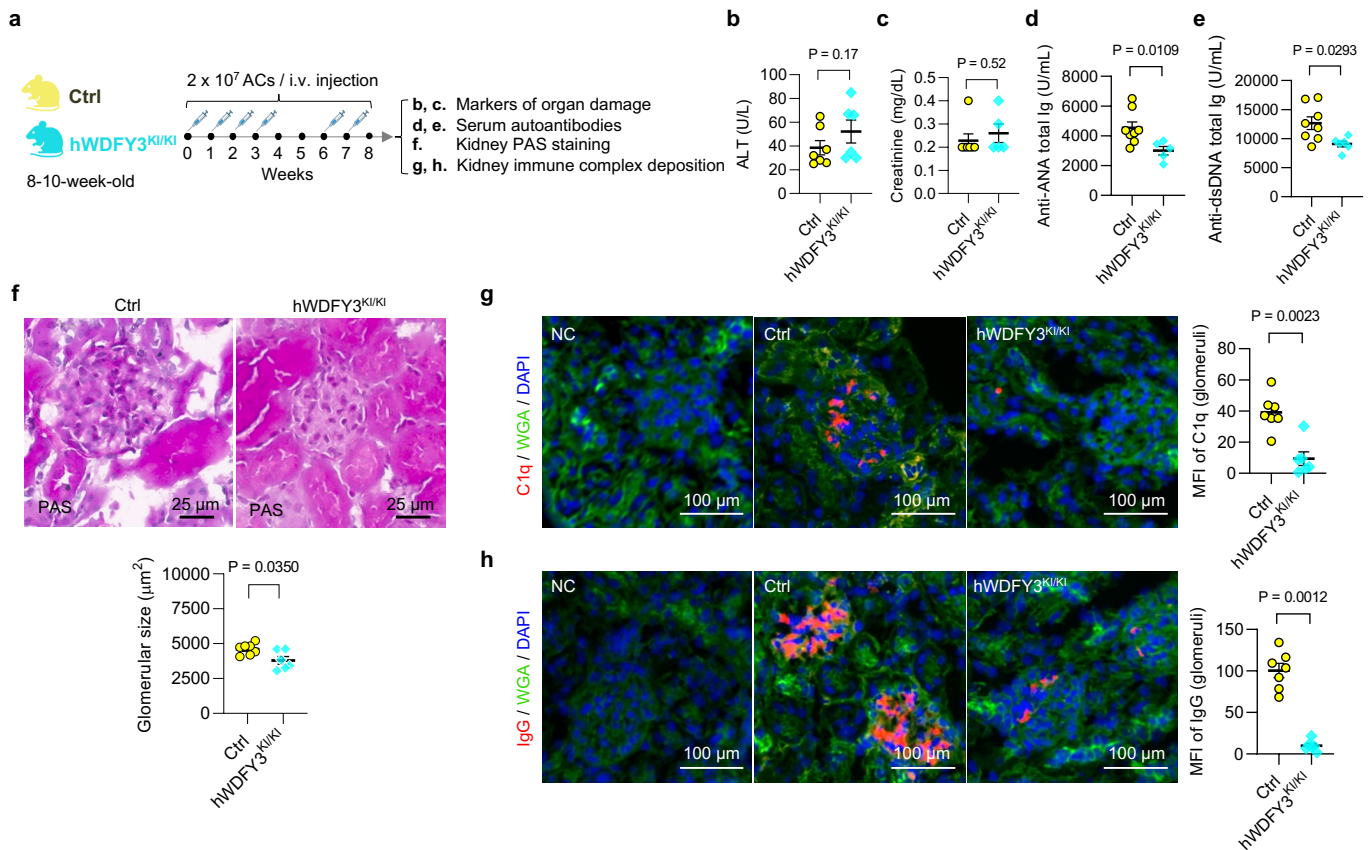 a
Ctrl
hWDFY3KI/KI
8-10-week-old
2 x 10⁷ ACs / i.v. injection
0 1 2 3 4 5 6 7 8
Weeks
b, c. Markers of organ damage
d, e. Serum autoantibodies
f. Kidney PAS staining
g, h. Kidney immune complex deposition
b
P = 0.17
ALT (U/L)
100
80
60
40
20
0
Ctrl
hWDFY3KI/KI
c
P = 0.52
Creatinine (mg/dL)
0.5
0.4
0.3
0.2
0.1
0.0
Ctrl
hWDFY3KI/KI
d
P = 0.0109
Anti-ANA total Ig (U/mL)
8000
6000
4000
2000
0
Ctrl
hWDFY3KI/KI
e
P = 0.0293
Anti-dsDNA total Ig (U/mL)
20000
15000
10000
5000
0
Ctrl
hWDFY3KI/KI
f
Ctrl
hWDFY3KI/KI
PAS
25 µm
PAS
25 µm
P = 0.0350
Glomerular size (µm²)
10000
7500
5000
2500
0
Ctrl
hWDFY3KI/KI
g
C1q / WGA / DAPI
NC
100 µm
Ctrl
100 µm
hWDFY3KI/KI
100 µm
P = 0.0023
MFI of C1q (glomeruli)
80
60
40
20
0
Ctrl
hWDFY3KI/KI
h
IgG / WGA / DAPI
NC
100 µm
Ctrl
100 µm
hWDFY3KI/KI
100 µm
P = 0.0012
MFI of IgG (glomeruli)
150
100
50
0
Ctrl
hWDFY3KI/KI